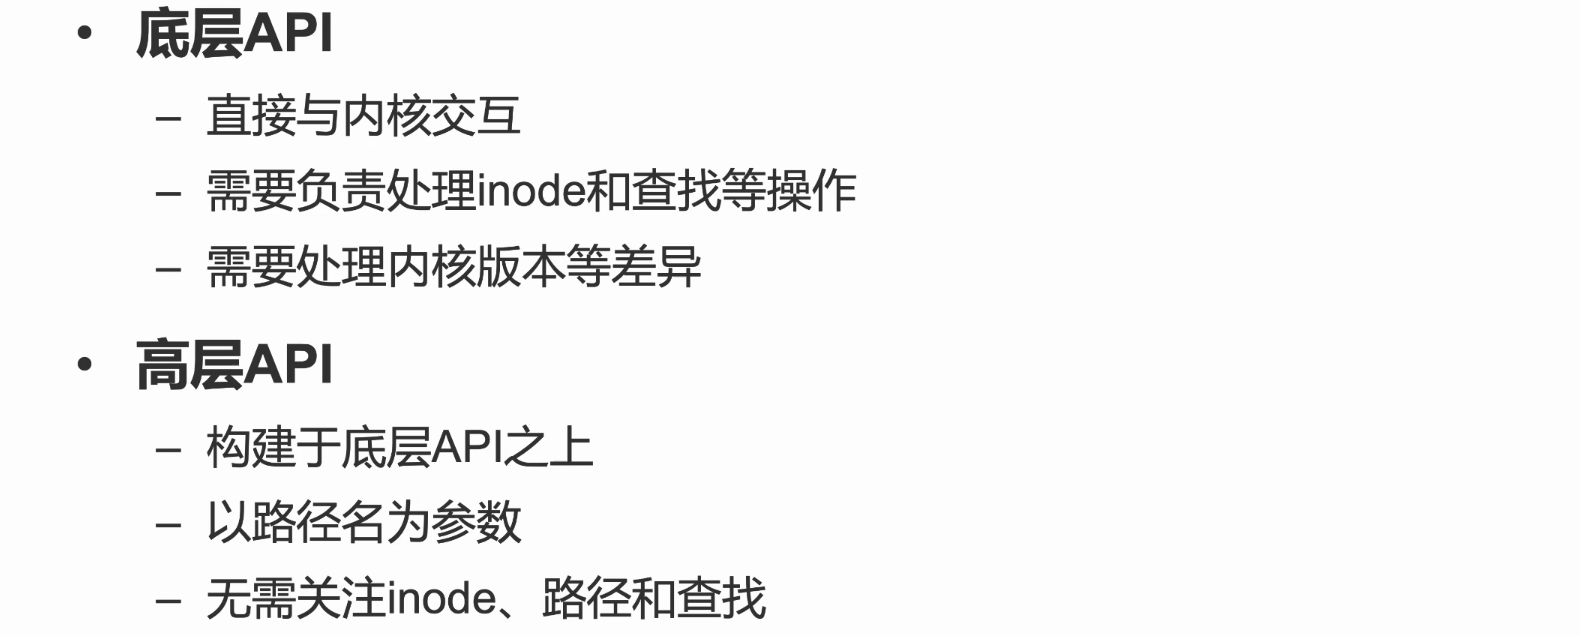 • 底层API
– 直接与内核交互
– 需要负责处理inode和查找等操作
– 需要处理内核版本等差异
• 高层API
– 构建于底层API之上
– 以路径名为参数
– 无需关注inode、路径和查找